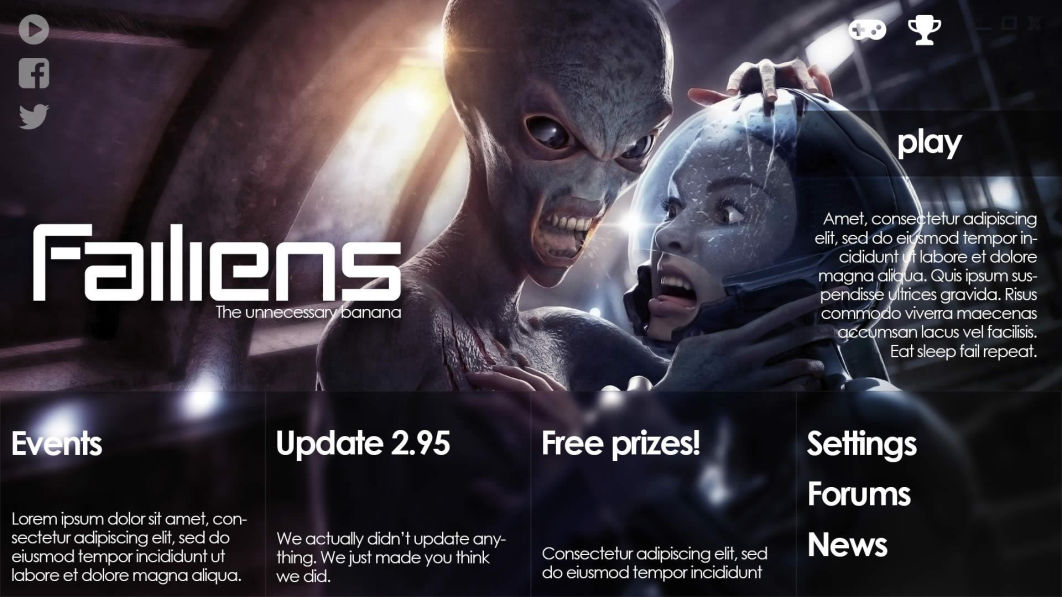 play
Failiens
The unnecessary banana
Amet, consectetur adipiscing
elit, sed do eiusmod tempor in-
cididunt ut labore et dolore
magna aliqua. Quis ipsum sus-
pendisse ultrices gravida. Risus
commodo viverra maecenas
accumsan lacus vel facilisis.
Eat sleep fail repeat.
Events
Lorem ipsum dolor sit amet, con-
sectetur adipiscing elit, sed do
eiusmod tempor incididunt ut
labore et dolore magna aliqua.
Update 2.95
We actually didn’t update any-
thing. We just made you think
we did.
Free prizes!
Consectetur adipiscing elit, sed
do eiusmod tempor incididunt
Settings
Forums
News